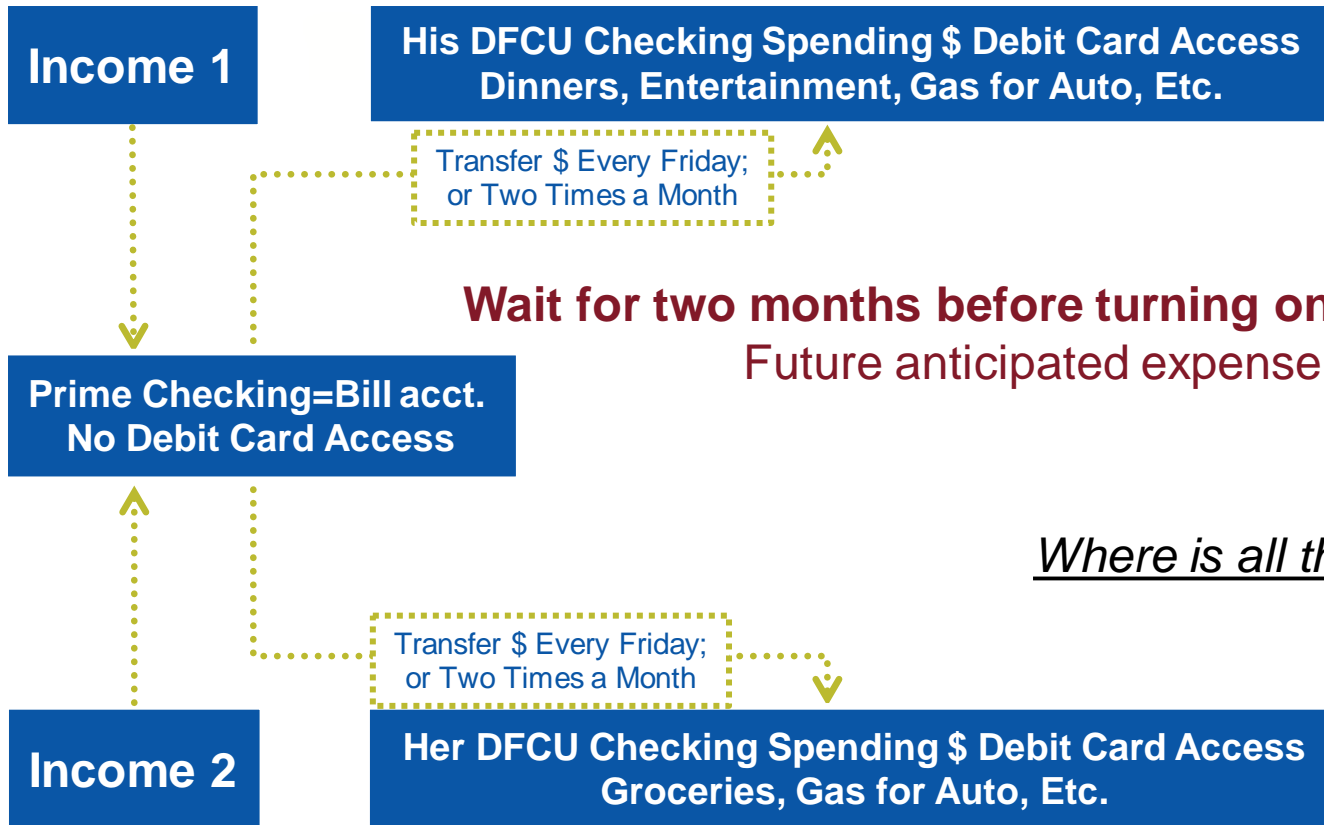 Income 1
His DFCU Checking Spending $ Debit Card Access
Dinners, Entertainment, Gas for Auto, Etc.
Transfer $ Every Friday;
or Two Times a Month
Wait for two months before turning on
Future anticipated expense
Prime Checking=Bill acct.
No Debit Card Access
Where is all th
Transfer $ Every Friday;
or Two Times a Month
Income 2
Her DFCU Checking Spending $ Debit Card Access
Groceries, Gas for Auto, Etc.